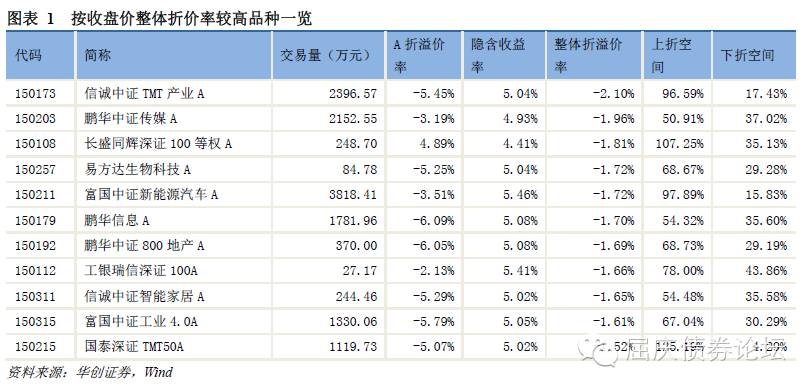 图表 1 按收盘价整体折价率较高品种一览
代码 简称 交易量（万元） A 折溢价率 隐含收益率 整体折溢价率 上折空间 下折空间
150173 信诚中证 TMT 产业 A 2396.57 -5.45% 5.04% -2.10% 96.59% 17.43%
150203 鹏华中证传媒 A 2152.55 -3.19% 4.93% -1.96% 50.91% 37.02%
150108 长盛同辉深证 100 等权 A 248.70 4.89% 4.41% -1.81% 107.25% 35.13%
150257 易方达生物科技 A 84.78 -5.25% 5.04% -1.72% 68.67% 29.28%
150211 富国中证新能源汽车 A 3818.41 -3.51% 5.46% -1.72% 97.89% 15.83%
150179 鹏华信息 A 1781.96 -6.09% 5.08% -1.70% 54.32% 35.60%
150192 鹏华中证 800 地产 A 370.00 -6.05% 5.08% -1.69% 68.73% 29.19%
150112 工银瑞信深证 100A 27.17 -2.13% 5.41% -1.66% 78.00% 43.86%
150311 信诚中证智能家居 A 244.46 -5.29% 5.02% -1.65% 54.48% 35.58%
150315 富国中证工业 4.0A 1330.06 -5.79% 5.05% -1.61% 67.04% 30.29%
150215 国泰深证 TMT50A 1119.73 -5.07% 5.02%
屈庆债券论坛
资料来源：华创证券，Wind